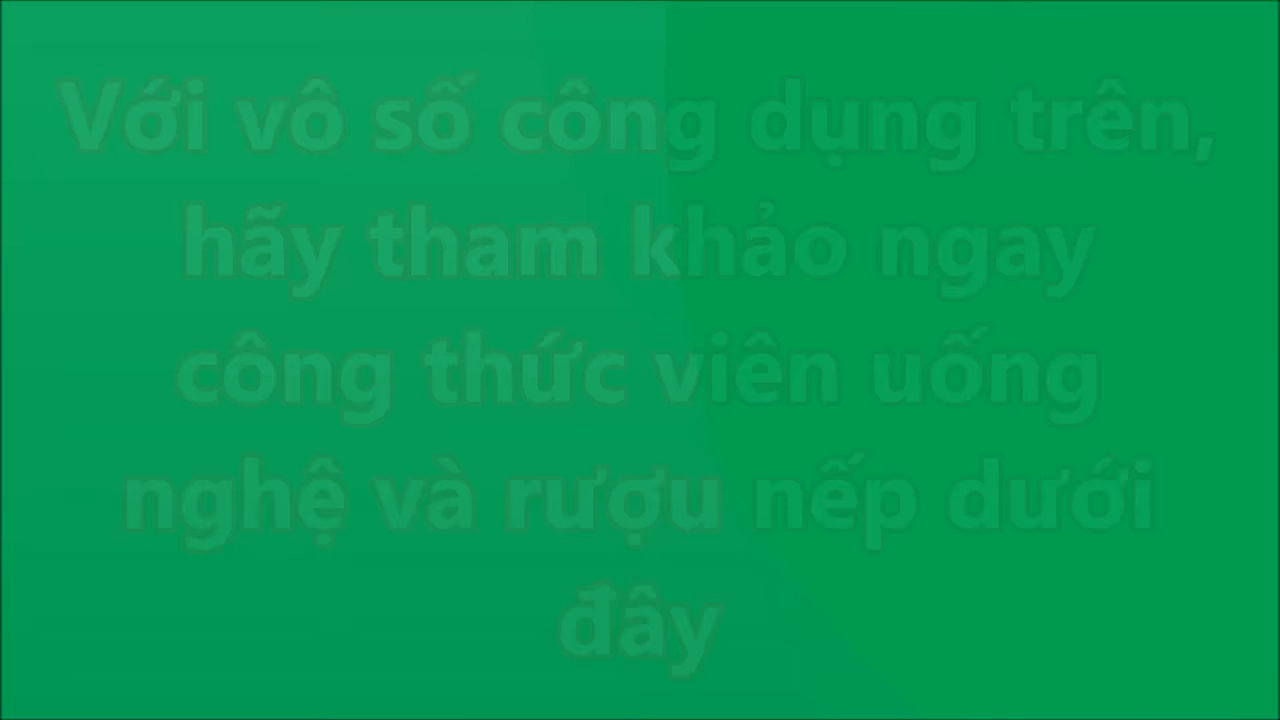 Với vô số công dụng trên,
hãy tham khảo ngay
công thức viên uống
nghệ và rượu nếp dưới
đây